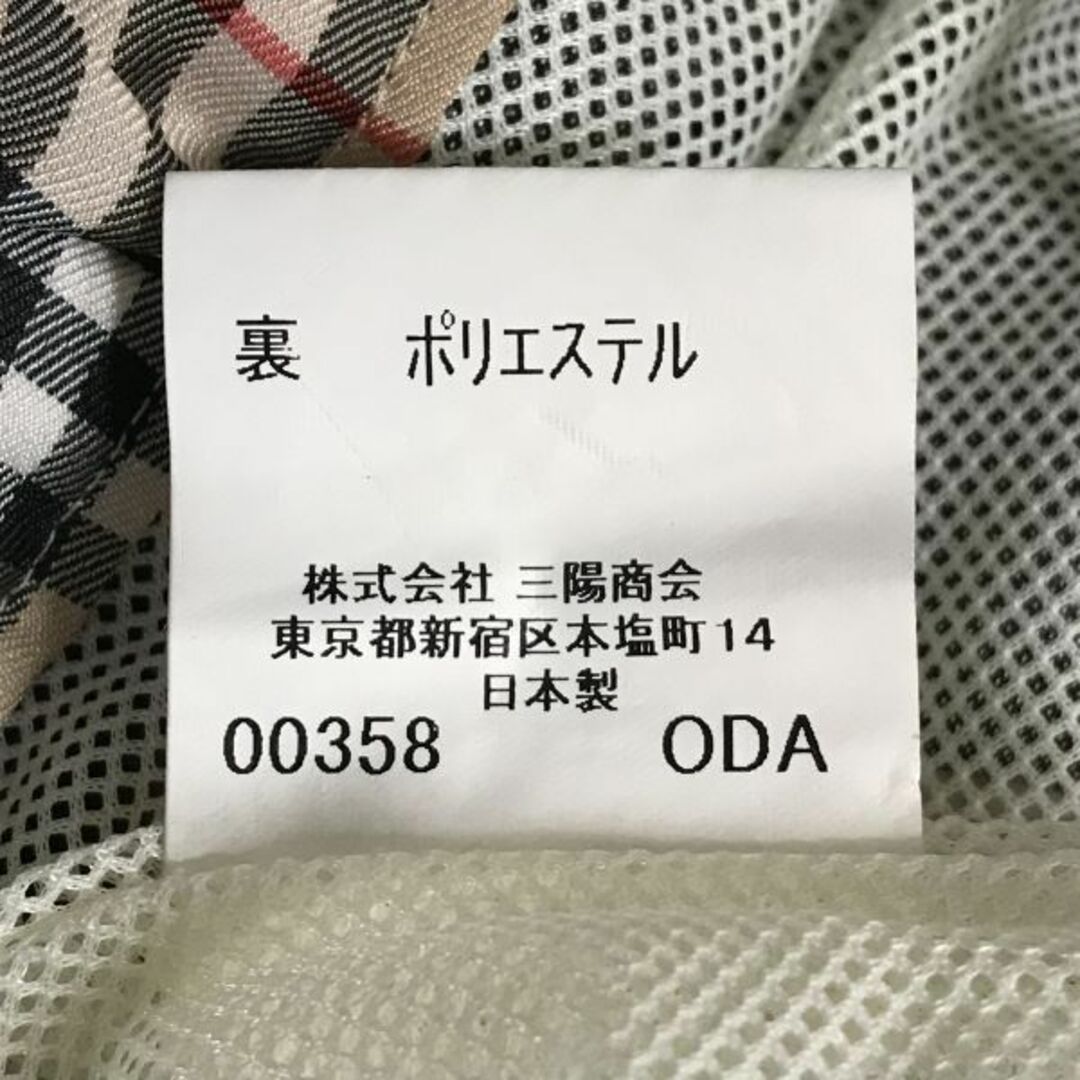 裏 ポリエステル
株式会社 三陽商会
東京都新宿区本塩町14
日本製
00358 ODA